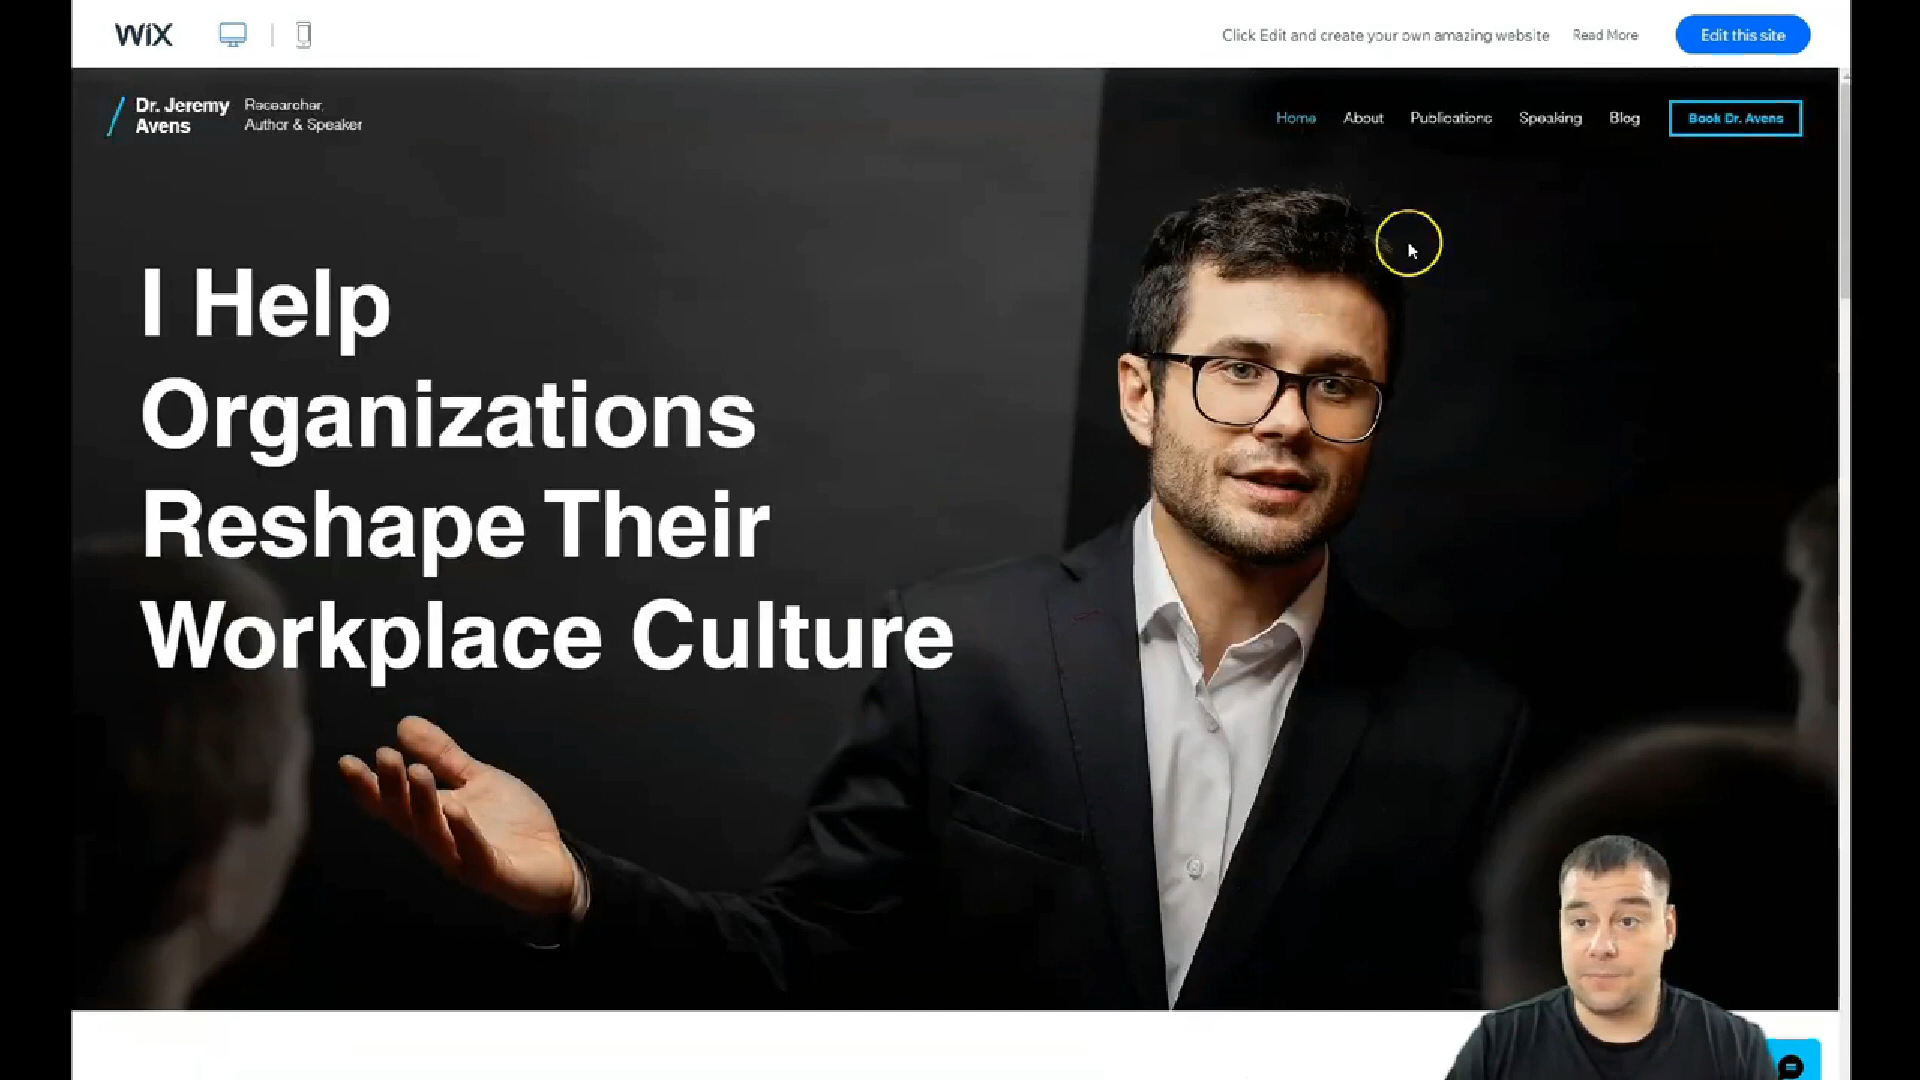 WiX
Click Edit and create your own amazing website
Read More
Edit this site
Dr. Jeremy
Avens
Researcher,
Author & Speaker
Home
About
Publications
Speaking
Blog
Book Dr. Avens
I Help
Organizations
Reshape Their
Workplace Culture